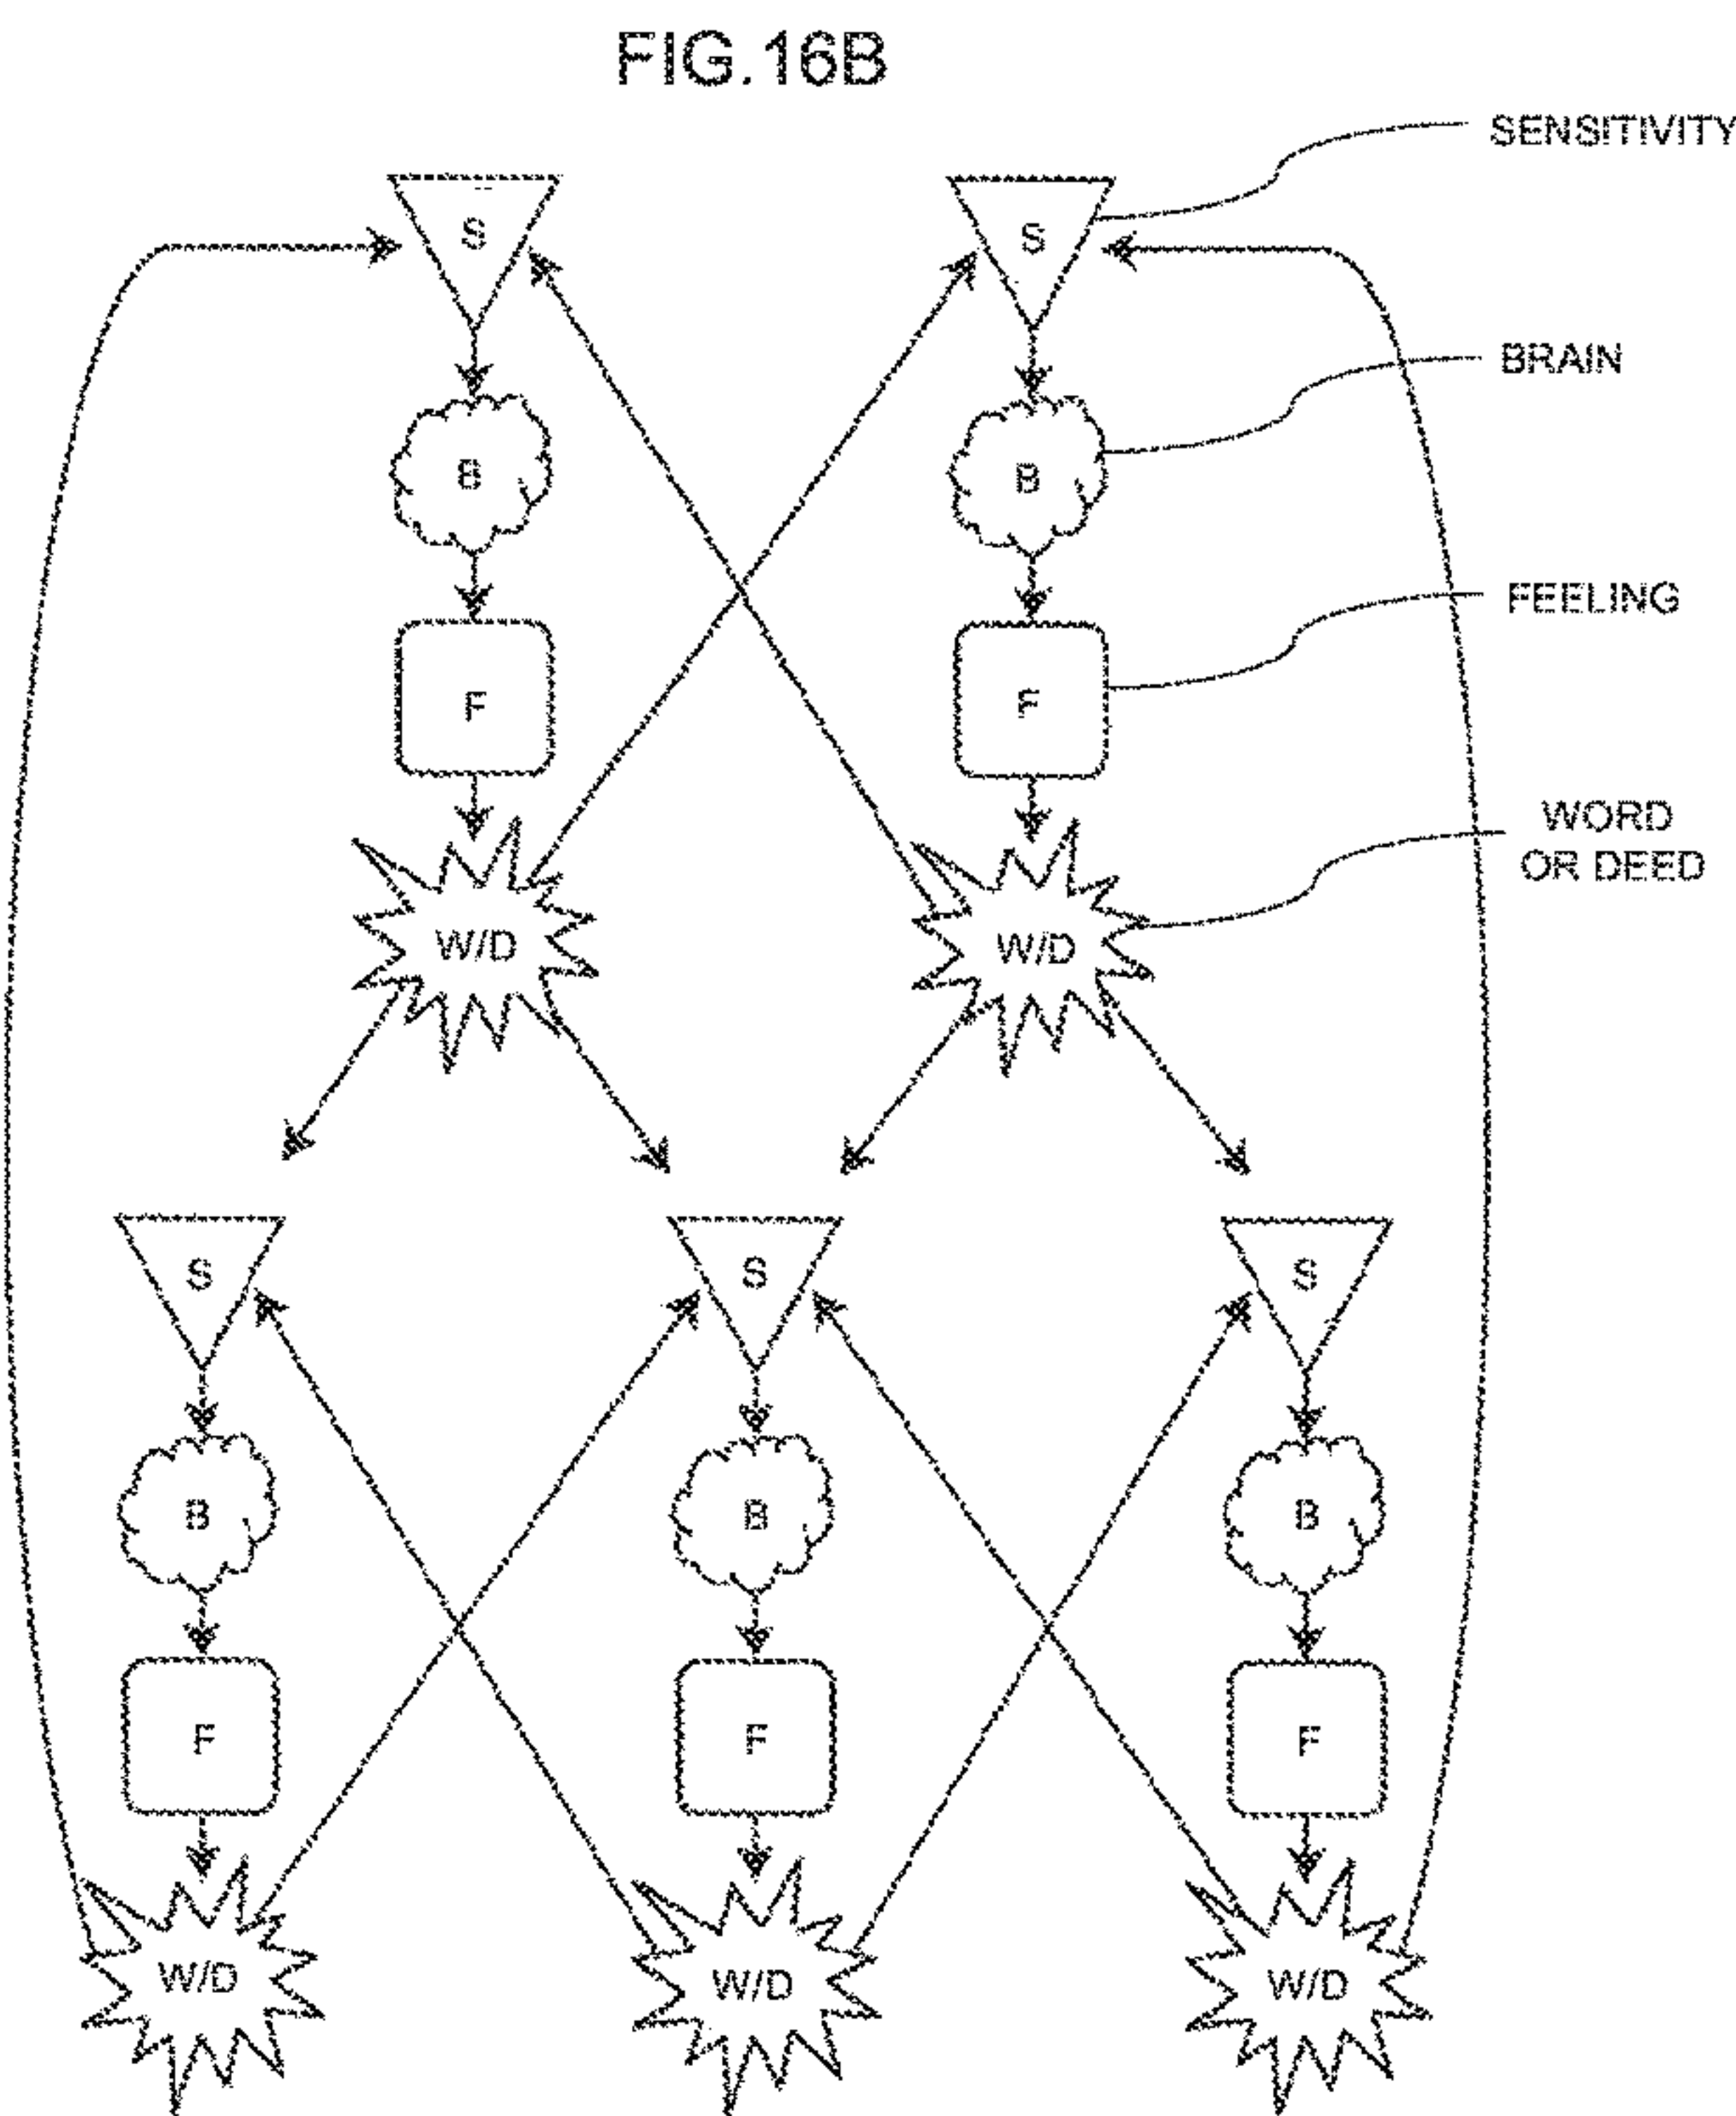 FIG.16B
SENSITIVITY
S
S
BRAIN
B
B
FEELING
F
F
WORD
OR DEED
W/D
W/D
S
S
S
B
B
B
F
F
F
W/D
W/D
W/D